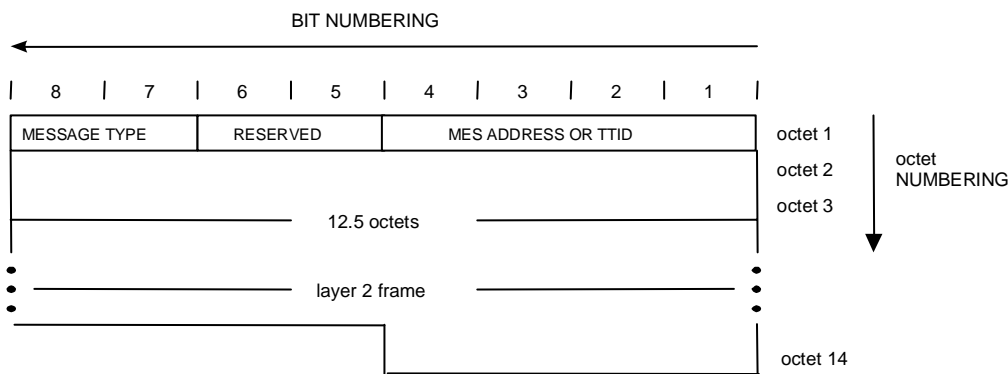 BIT NUMBERING
8 7 6 5 4 3 2 1
MESSAGE TYPE RESERVED MES ADDRESS OR TTID octet 1
octet 2
octet
NUMBERING
octet 3
12.5 octets
layer 2 frame
octet 14